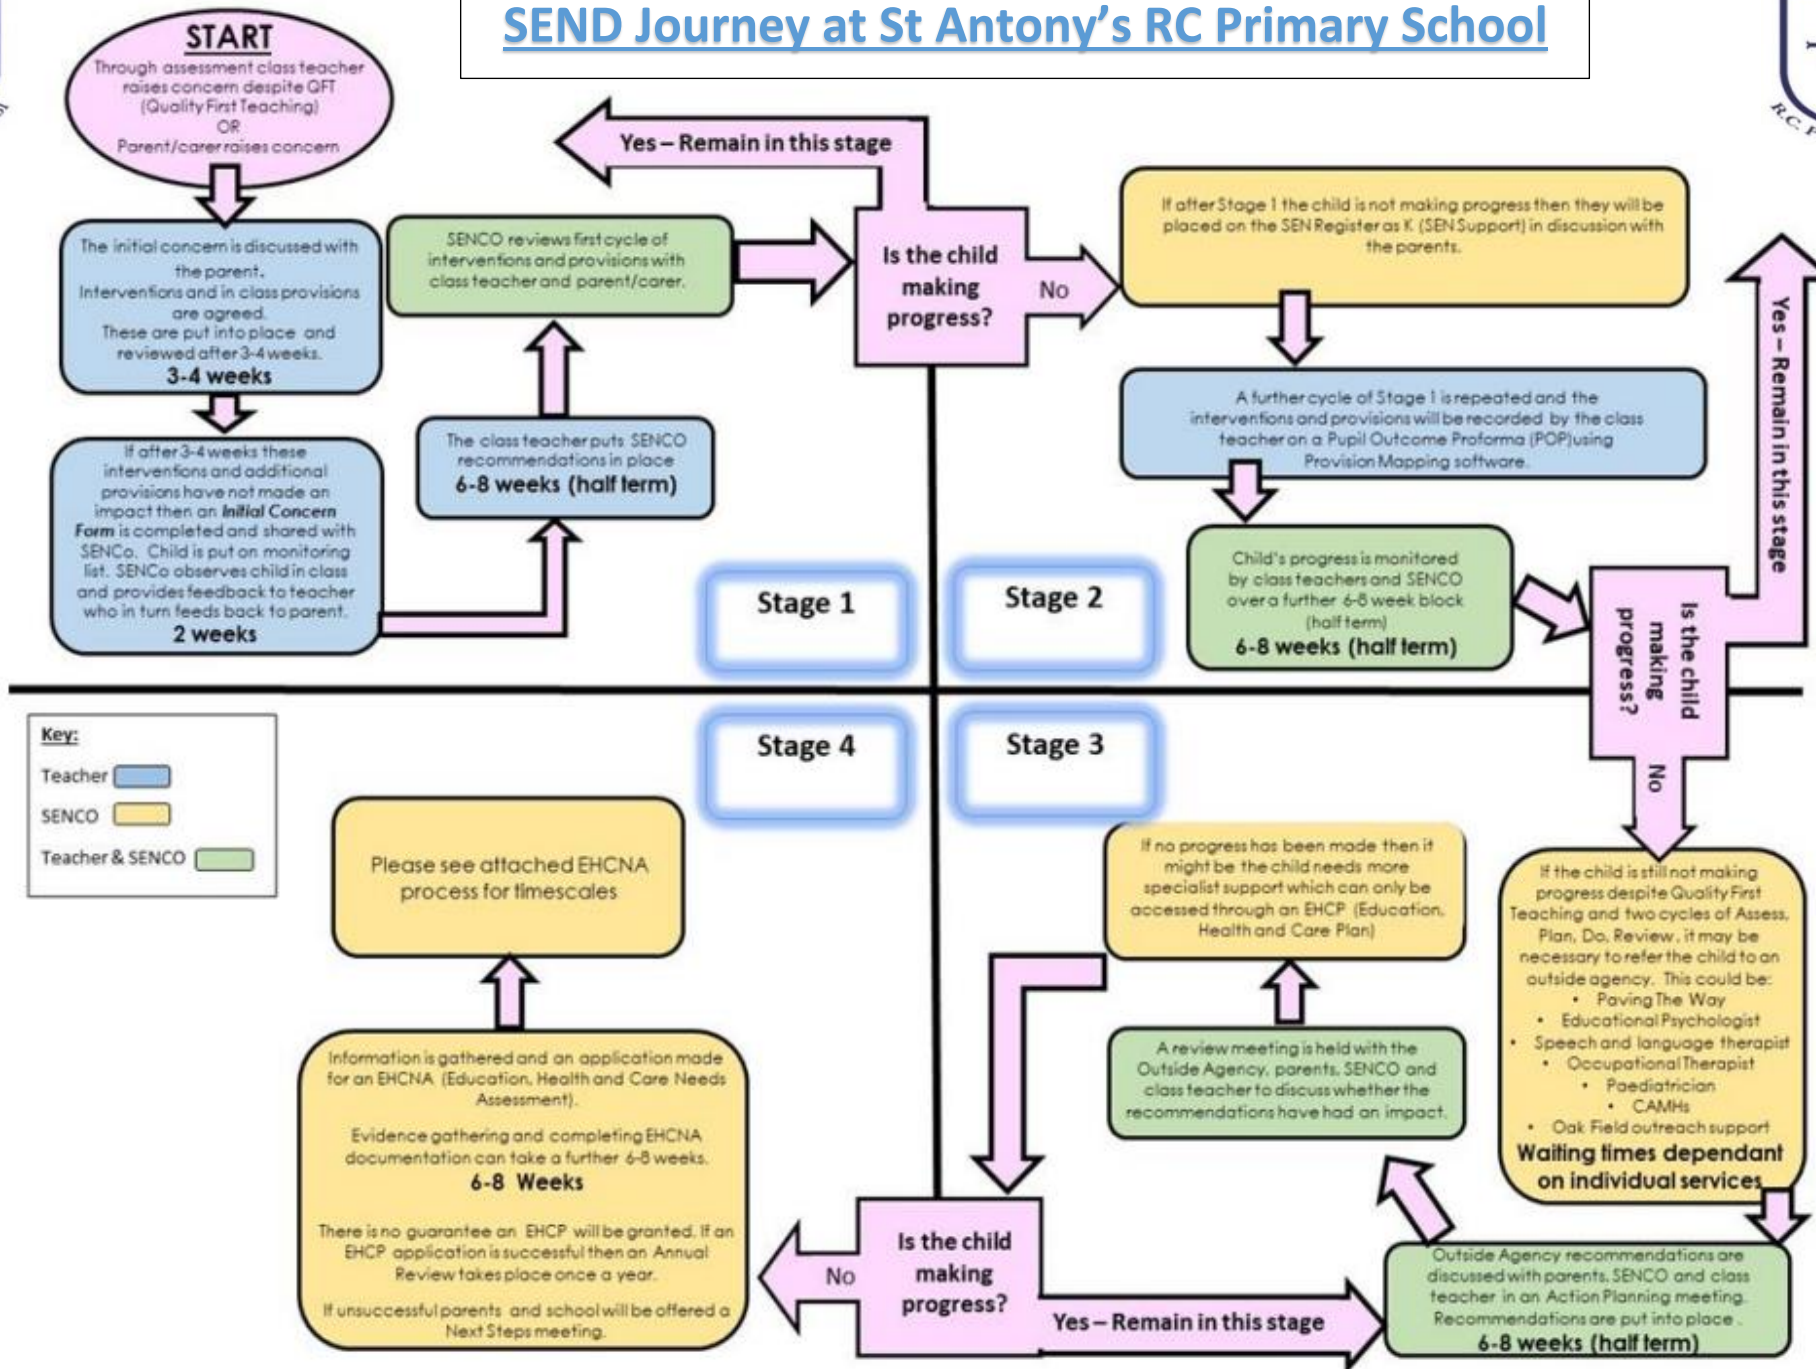 SEND Journey at St Antony's RC Primary School
START
Through assessment class teacher
raises concern despite QFT
(Quality First Teaching)
OR
Parent/carer raises concern
The initial concern is discussed with
the parent.
Interventions and in class provisions
are agreed.
These are put into place and
reviewed after 3-4 weeks.
3-4 weeks
If after 3-4 weeks these
interventions and additional
provisions have not made an
impact then an Initial Concern
Form is completed and shared with
SENCo. Child is put on monitoring
list. SENCo observes child in class
and provides feedback to teacher
who in turn feeds back to parent.
2 weeks
The class teacher puts SENCO
recommendations in place
6-8 weeks (half term)
SENCO reviews first cycle of
interventions and provisions with
class teacher and parent/carer.
Is the child
making
progress?
Yes – Remain in this stage
No
Stage 1
If after Stage 1 the child is not making progress then they will be
placed on the SEN Register as K (SEN Support) in discussion with
the parents.
A further cycle of Stage 1 is repeated and the
interventions and provisions will be recorded by the class
teacher on a Pupil Outcome Proforma (POP)using
Provision Mapping software.
Child's progress is monitored
by class teachers and SENCO
over a further 6-8 week block
(half term)
6-8 weeks (half term)
Is the child
making
progress?
Yes – Remain in this stage
No
Stage 2
Stage 3
If the child is still not making
progress despite Quality First
Teaching and two cycles of Assess,
Plan, Do, Review, it may be
necessary to refer the child to an
outside agency. This could be:
• Paving The Way
• Educational Psychologist
• Speech and language therapist
• Occupational Therapist
• Paediatrician
• CAMHs
• Oak Field outreach support
Waiting times dependant
on individual services
Outside Agency recommendations are
discussed with parents, SENCO and class
teacher in an Action Planning meeting.
Recommendations are put into place .
6-8 weeks (half term)
A review meeting is held with the
Outside Agency, parents, SENCO and
class teacher to discuss whether the
recommendations have had an impact.
If no progress has been made then it
might be the child needs more
specialist support which can only be
accessed through an EHCP (Education,
Health and Care Plan)
Is the child
making
progress?
Yes – Remain in this stage
No
Stage 4
Information is gathered and an application made
for an EHCNA (Education, Health and Care Needs
Assessment).
Evidence gathering and completing EHCNA
documentation can take a further 6-8 weeks.
6-8 Weeks
There is no guarantee an EHCP will be granted. If an
EHCP application is successful then an Annual
Review takes place once a year.
If unsuccessful parents and school will be offered a
Next Steps meeting.
Please see attached EHCNA
process for timescales
Key:
Teacher
SENCO
Teacher & SENCO
R.C.